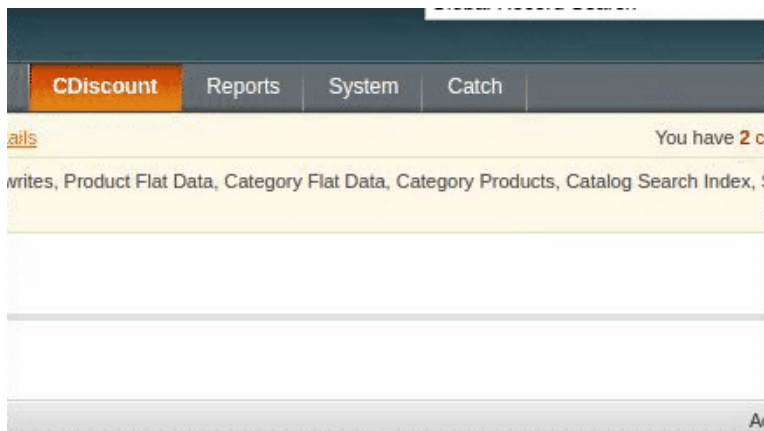 CDiscount Reports System Catch
ails You have 2 c
writes, Product Flat Data, Category Flat Data, Category Products, Catalog Search Index,